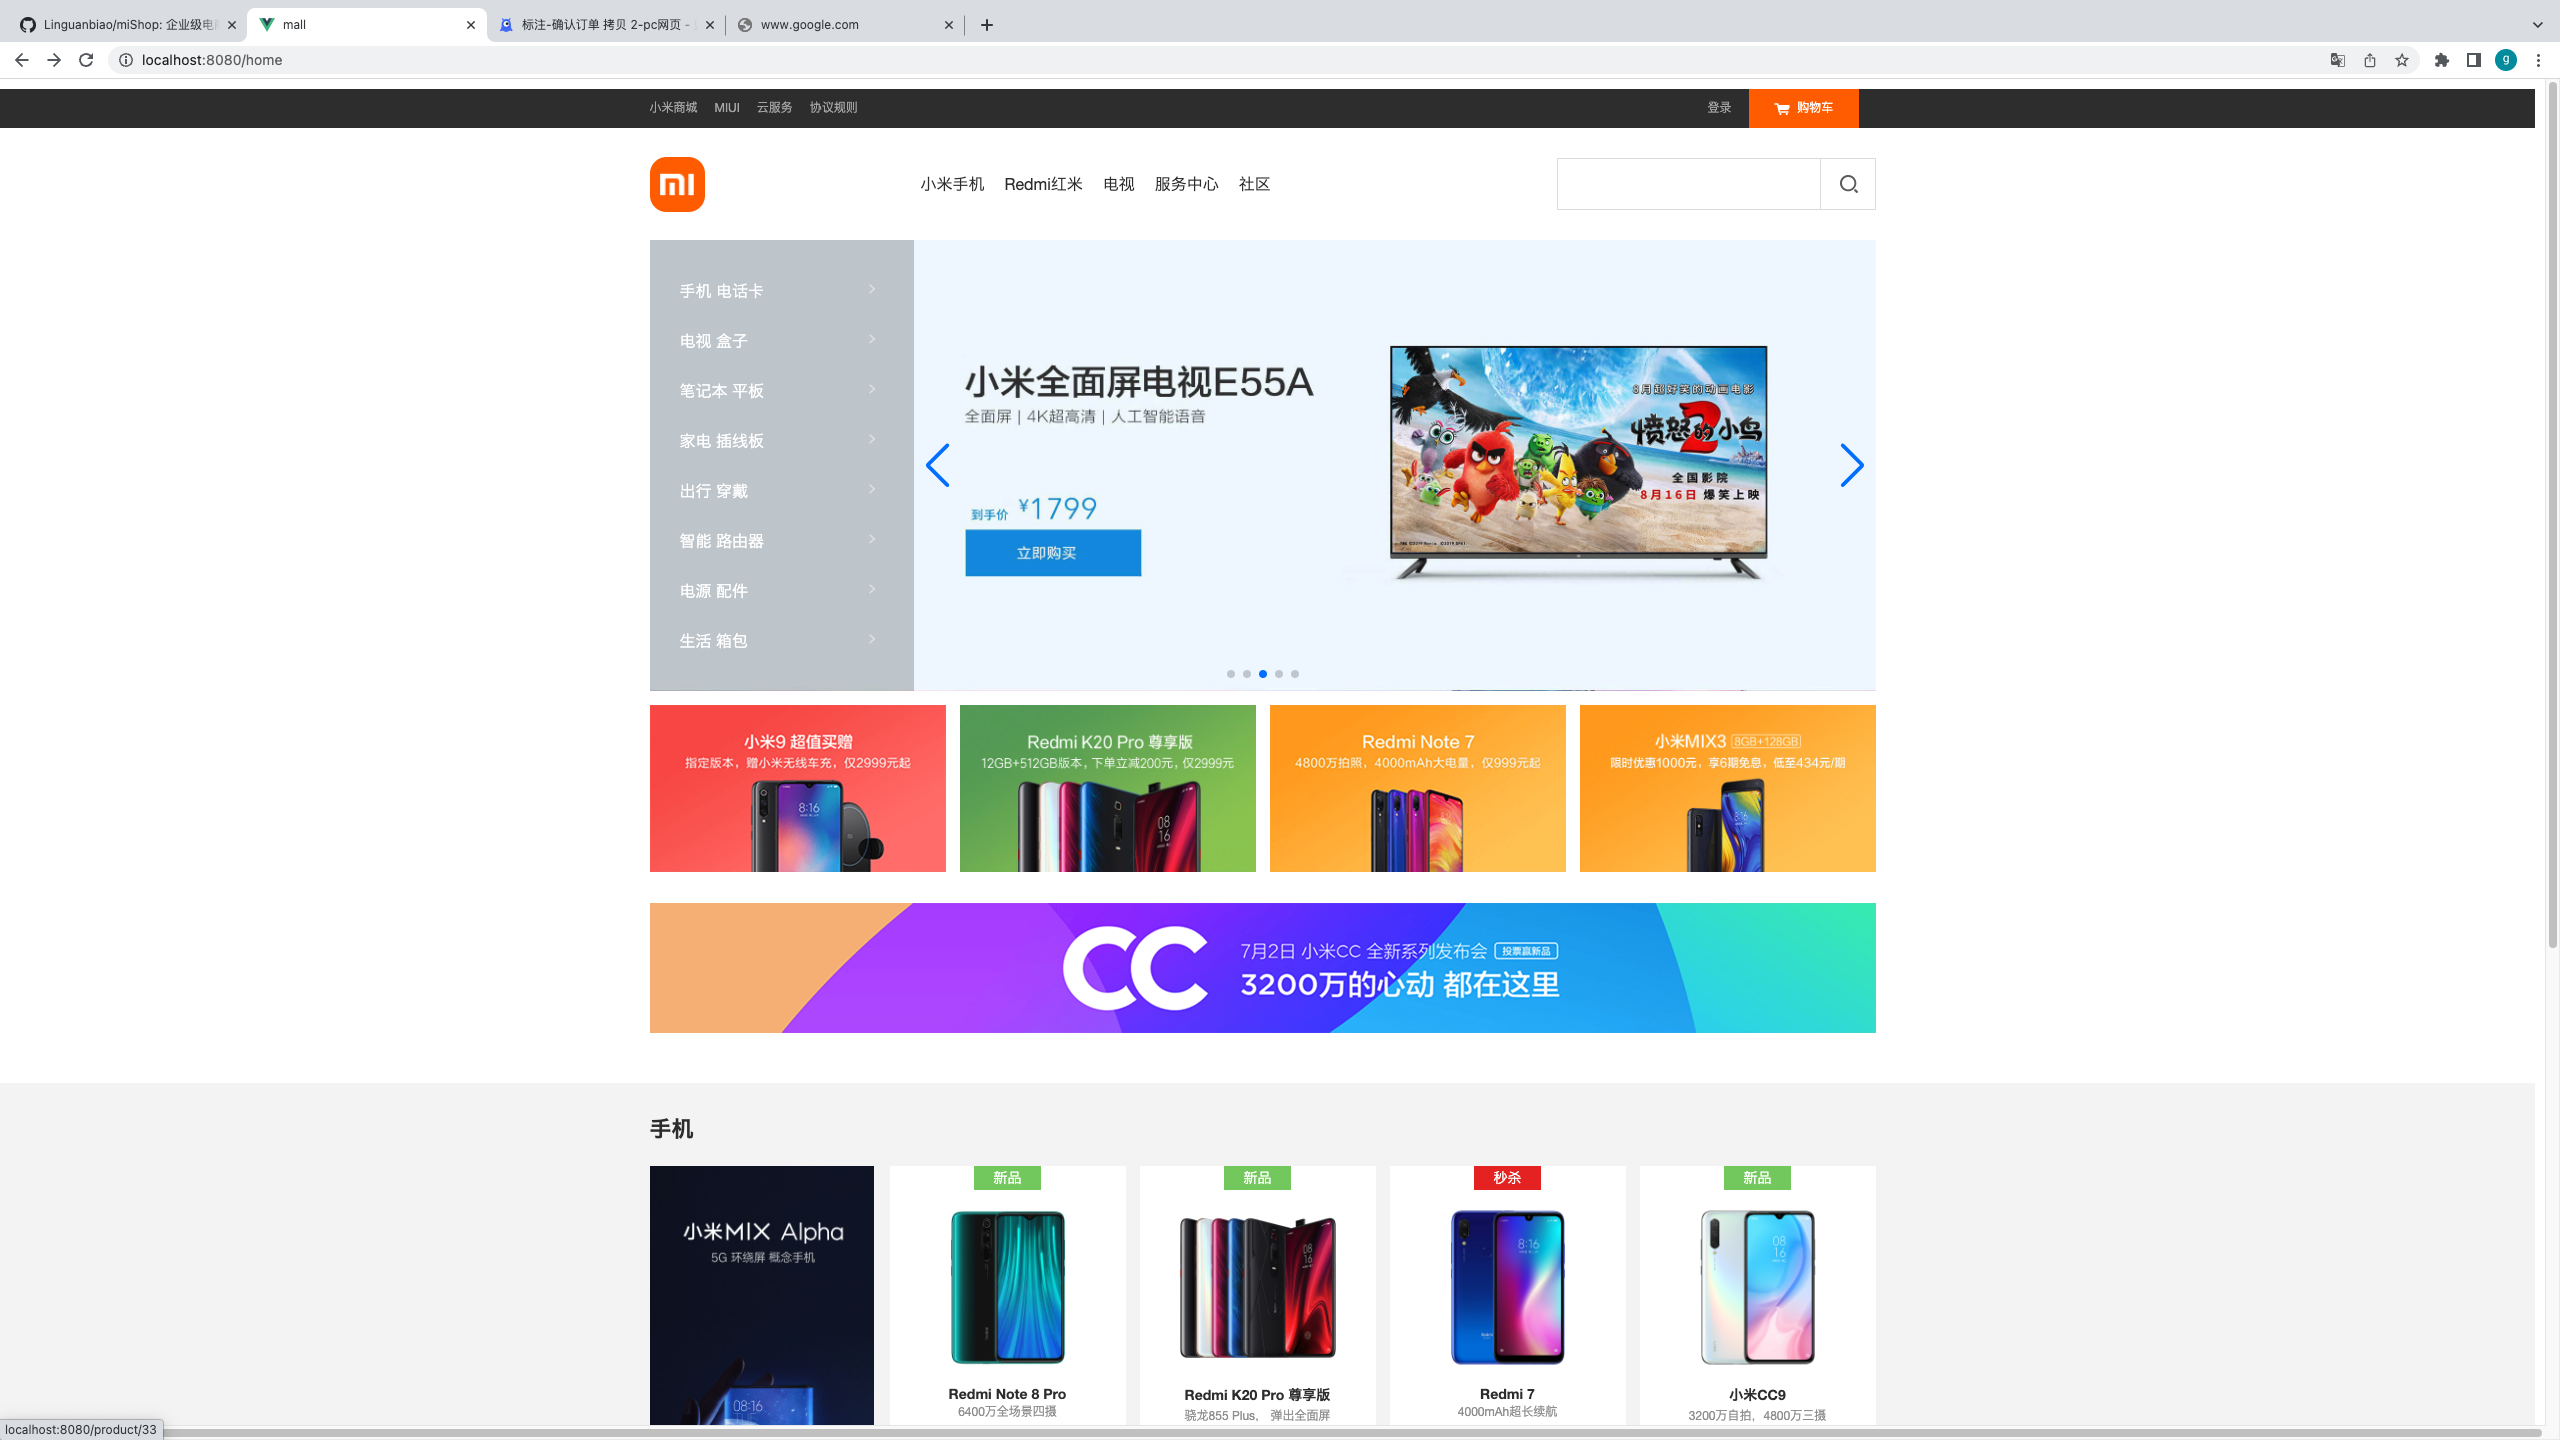 Linguanbiao/miShop: 企业级电
mall
标注-确认订单 拷贝 2-pc网页 -
www.google.com
localhost:8080/home
g
小米商城 MIUI 云服务 协议规则
登录 购物车
小米手机 Redmi红米 电视 服务中心 社区
手机 电话卡
电视 盒子
笔记本 平板
家电 插线板
出行 穿戴
智能 路由器
电源 配件
生活 箱包
小米全面屏电视E55A
全面屏 | 4K超高清 | 人工智能语音
到手价 ¥1799
立即购买
8月超好笑的动画电影
愤怒的小鸟
2
全国影院
8月16日 爆笑上映
小米9 超值买赠
指定版本，赠小米无线车充，仅2999元起
8:16
Redmi K20 Pro 尊享版
12GB+512GB版本，下单立减200元，仅2999元
08
16
Redmi Note 7
4800万拍照，4000mAh大电量，仅999元起
小米MIX3 8GB+128GB
限时优惠1000元，享6期免息，低至434元/期
CC
7月2日 小米CC 全新系列发布会 投票赢新品
3200万的心动 都在这里
手机
小米MIX Alpha
5G 环绕屏 概念手机
08:16
新品
Redmi Note 8 Pro
6400万全场景四摄
新品
08
16
Redmi K20 Pro 尊享版
骁龙855 Plus， 弹出全面屏
秒杀
8:16
Redmi 7
4000mAh超长续航
新品
08
16
小米CC9
3200万自拍，4800万三摄
localhost:8080/product/33